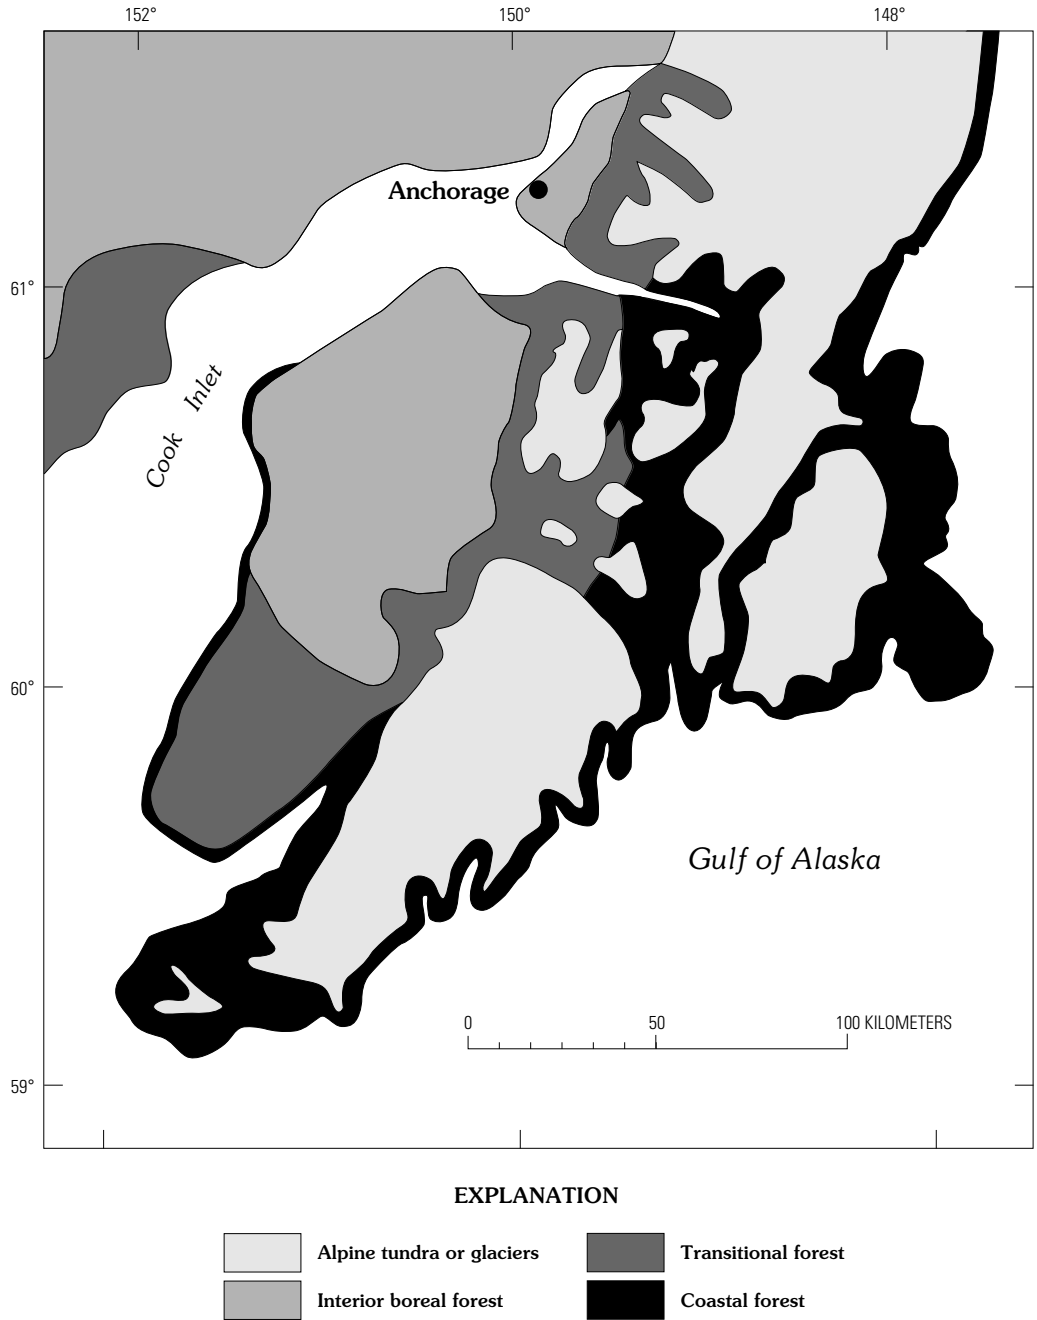 152°
150°
148°
Anchorage
61°
Cook Inlet
60°
Gulf of Alaska
0 50 100 KILOMETERS
59°
EXPLANATION
Alpine tundra or glaciers
Transitional forest
Interior boreal forest
Coastal forest